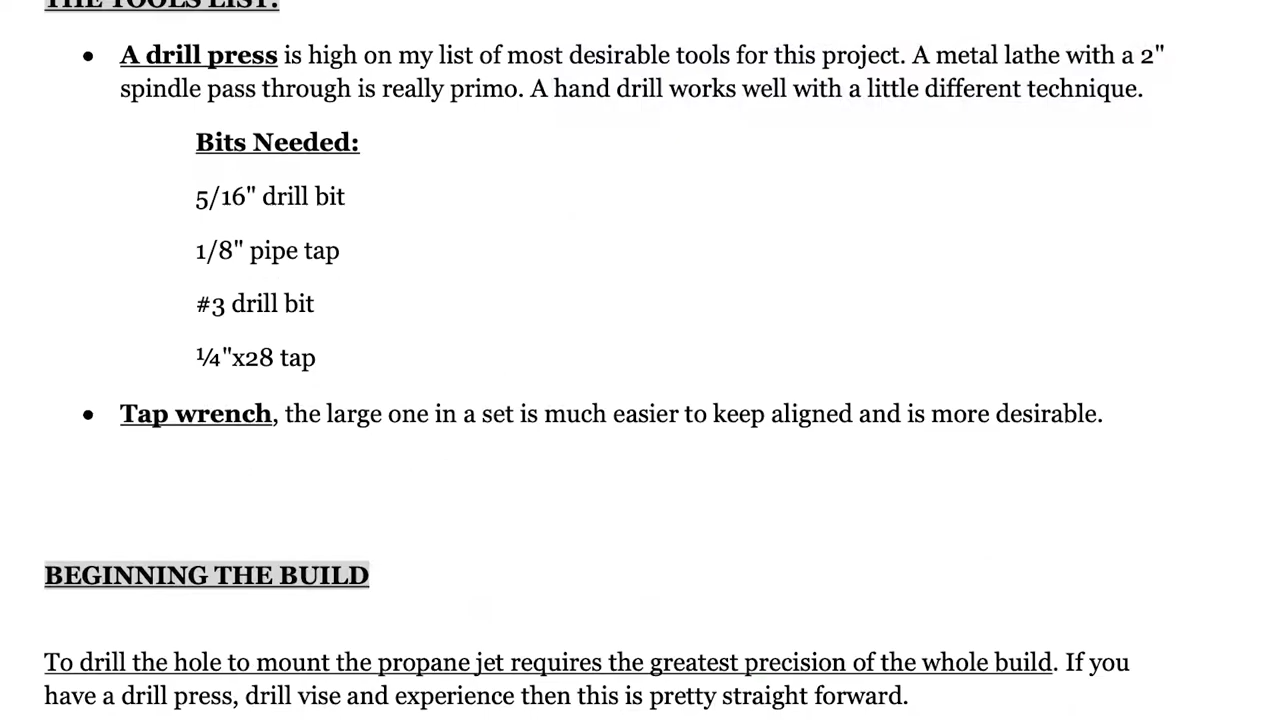 THE TOOLS LIST:
A drill press is high on my list of most desirable tools for this project. A metal lathe with a 2"
spindle pass through is really primo. A hand drill works well with a little different technique.
Bits Needed:
5/16" drill bit
1/8" pipe tap
#3 drill bit
¼"x28 tap
Tap wrench, the large one in a set is much easier to keep aligned and is more desirable.
BEGINNING THE BUILD
To drill the hole to mount the propane jet requires the greatest precision of the whole build. If you
have a drill press, drill vise and experience then this is pretty straight forward.